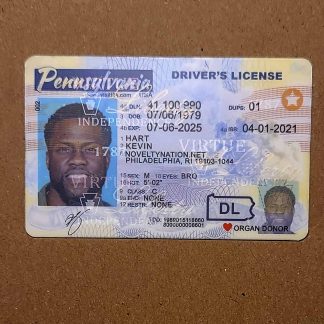 Pennsylvania
visitPA.com USA
DRIVER'S LICENSE
4d DLN: 41 100 990
DUPS: 01
3 DOB: 07/06/1979
4b EXP: 07-06-2025
4a ISS: 04-01-2021
1 HART
2 KEVIN
NOVELTYNATION.NET
PHILADELPHIA, RI 19103-1044
VIRTUE
INDEPENDENCE
15 SEX: M
18 EYES: BRO
16 HGT: 5'-02"
9 CLASS: C
9a END: NONE
12 RESTR: NONE
DL
ORGAN DONOR